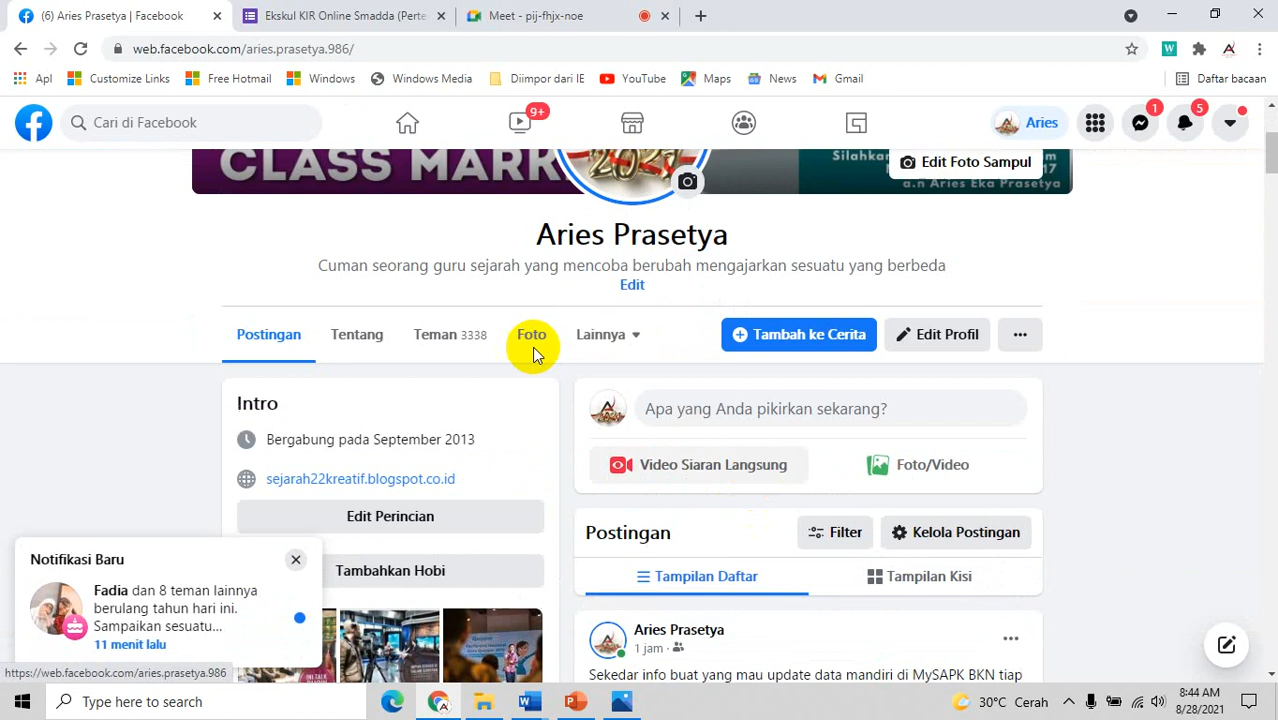 (6) Aries Prasetya | Facebook
Ekskul KIR Online Smadda (Perte
Meet - pij-fhjx-noe
web.facebook.com/aries.prasetya.986/
Apl
Customize Links
Free Hotmail
Windows
Windows Media
Diimpor dari IE
YouTube
Maps
News
Gmail
Daftar bacaan
Cari di Facebook
9+
Aries
1
5
CLASS MARK
2021
Silahkan
17
a.n Aries Eka Prasetya
Edit Foto Sampul
Aries Prasetya
Cuman seorang guru sejarah yang mencoba berubah mengajarkan sesuatu yang berbeda
Edit
Postingan
Tentang
Teman 3338
Foto
Lainnya
Tambah ke Cerita
Edit Profil
Intro
Bergabung pada September 2013
sejarah22kreatif.blogspot.co.id
Edit Perincian
Tambahkan Hobi
Apa yang Anda pikirkan sekarang?
Video Siaran Langsung
Foto/Video
Postingan
Filter
Kelola Postingan
Tampilan Daftar
Tampilan Kisi
Aries Prasetya
1 jam
Sekedar info buat yang mau update data mandiri di MySAPK BKN tiap
Notifikasi Baru
Fadia dan 8 teman lainnya
berulang tahun hari ini.
Sampaikan sesuatu...
11 menit lalu
https://web.facebook.com/aries.prasetya.986
Type here to search
30°C Cerah
8:44 AM
8/28/2021